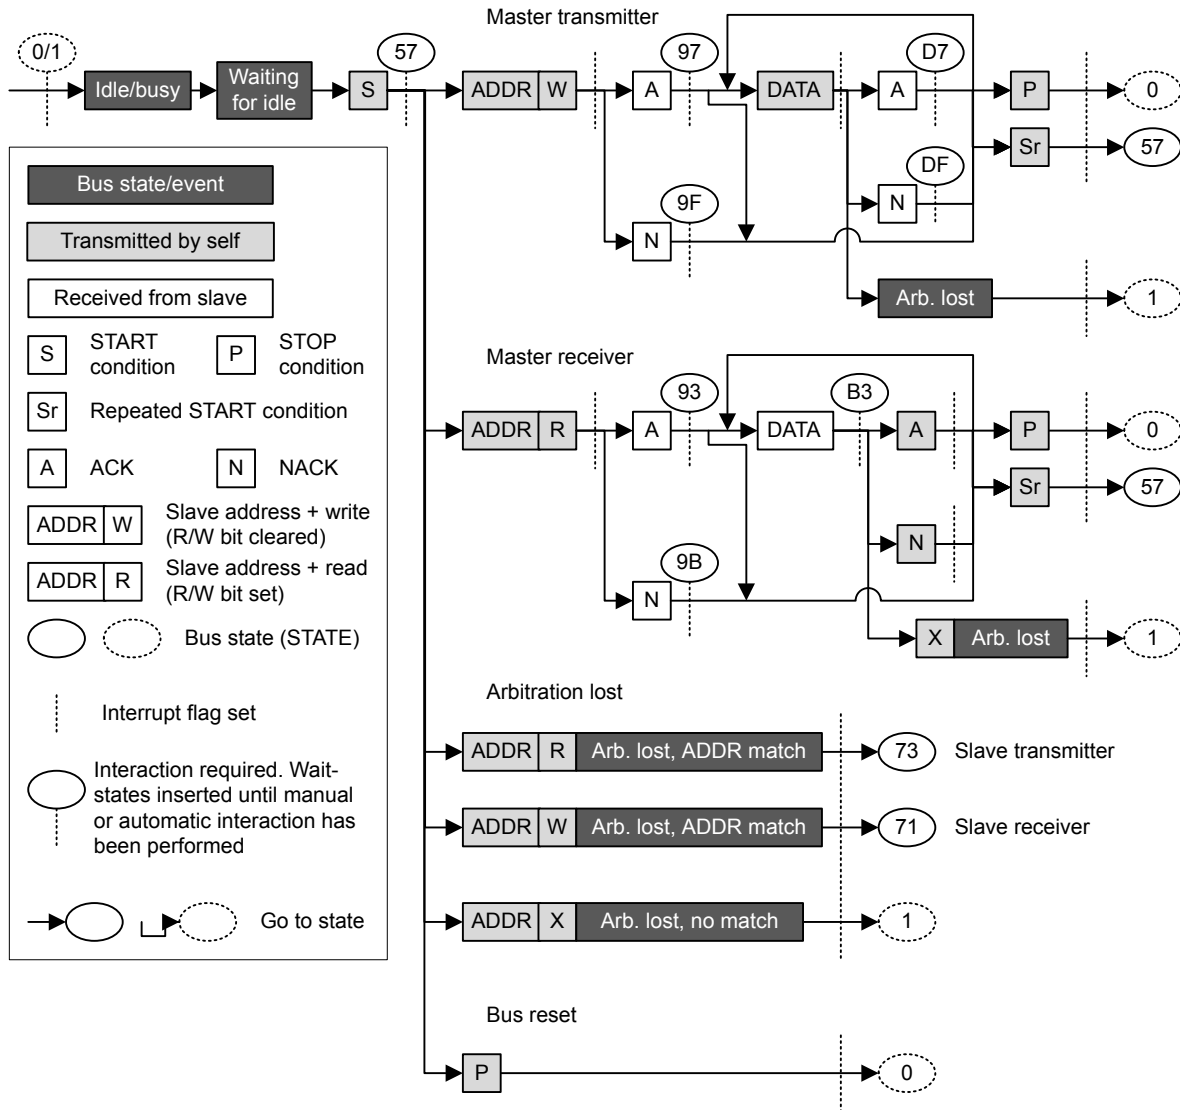 Master transmitter
0/1
57
97
D7
Idle/busy
Waiting
for idle
S
ADDR W
A
DATA
A
P
0
Sr
57
DF
N
9F
N
Arb. lost
1
Bus state/event
Transmitted by self
Received from slave
S
START
condition
P
STOP
condition
Sr
Repeated START condition
A
ACK
N
NACK
ADDR W
Slave address + write
(R/W bit cleared)
ADDR R
Slave address + read
(R/W bit set)
Bus state (STATE)
Interrupt flag set
Interaction required. Wait-
states inserted until manual
or automatic interaction has
been performed
Go to state
Master receiver
93
B3
ADDR R
A
DATA
A
P
0
Sr
57
N
9B
N
X Arb. lost
1
Arbitration lost
ADDR R Arb. lost, ADDR match
73
Slave transmitter
ADDR W Arb. lost, ADDR match
71
Slave receiver
ADDR X Arb. lost, no match
1
Bus reset
P
0